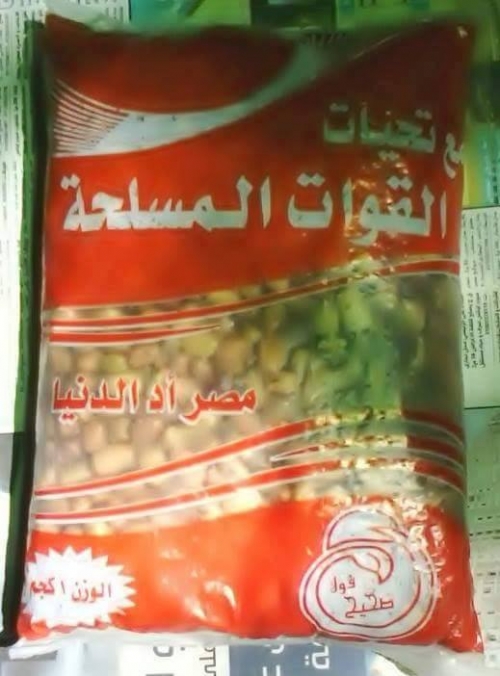 مع تحيات
القوات المسلحة
مصر أد الدنيا
الوزن ١ كجم
فول
صحيح